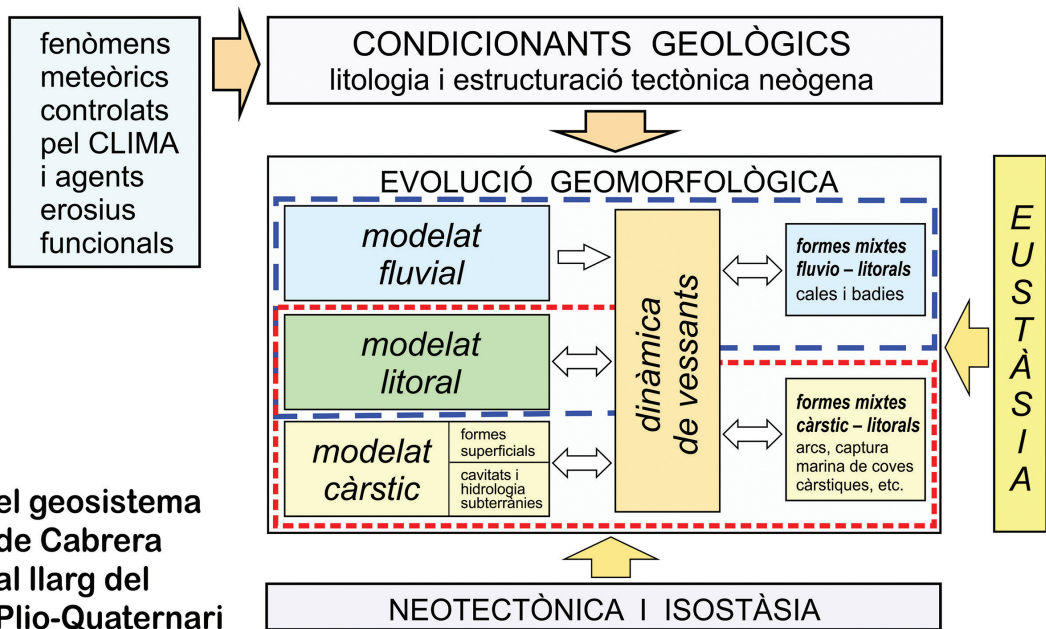 fenòmens
meteòrics
controlats
pel CLIMA
i agents
erosius
funcionals
CONDICIONANTS GEOLÒGICS
litologia i estructuració tectònica neògena
EVOLUCIÓ GEOMORFOLÒGICA
modelat
fluvial
modelat
litoral
modelat
càrstic
formes
superficials
cavitats i
hidrologia
subterrànies
dinàmica
de vessants
formes mixtes
fluvio – litorals
cales i badies
formes mixtes
càrstic – litorals
arcs, captura
marina de coves
càrstiques, etc.
EUSTÀSIA
el geosistema
de Cabrera
al llarg del
Plio-Quaternari
NEOTECTÒNICA I ISOSTÀSIA